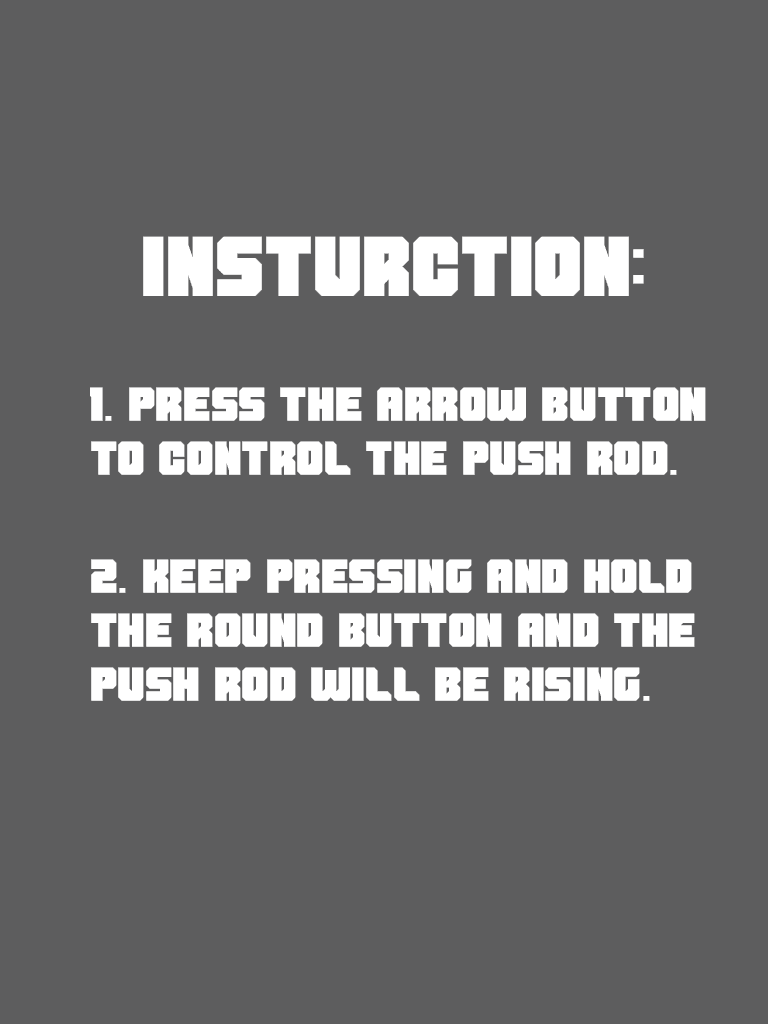 INSTURCTION:
1. PRESS THE ARROW BUTTON
TO CONTROL THE PUSH ROD.
2. KEEP PRESSING AND HOLD
THE ROUND BUTTON AND THE
PUSH ROD WILL BE RISING.